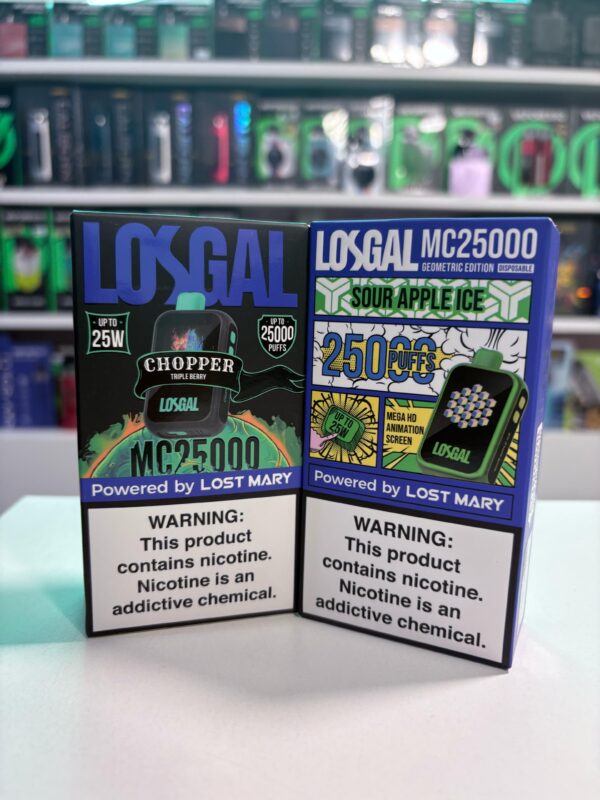 LOSGAL
UP TO
25W
UP TO
25000
PUFFS
CHOPPER
TRIPLE BERRY
LOSGAL
MC25000
Powered by LOST MARY
WARNING:
This product
contains nicotine.
Nicotine is an
addictive chemical.
LOSGAL MC25000
GEOMETRIC EDITION DISPOSABLE
SOUR APPLE ICE
25000 PUFFS
UP TO
25W
MEGA HD
ANIMATION
SCREEN
LOSGAL
Powered by LOST MARY
WARNING:
This product
contains nicotine.
Nicotine is an
addictive chemical.